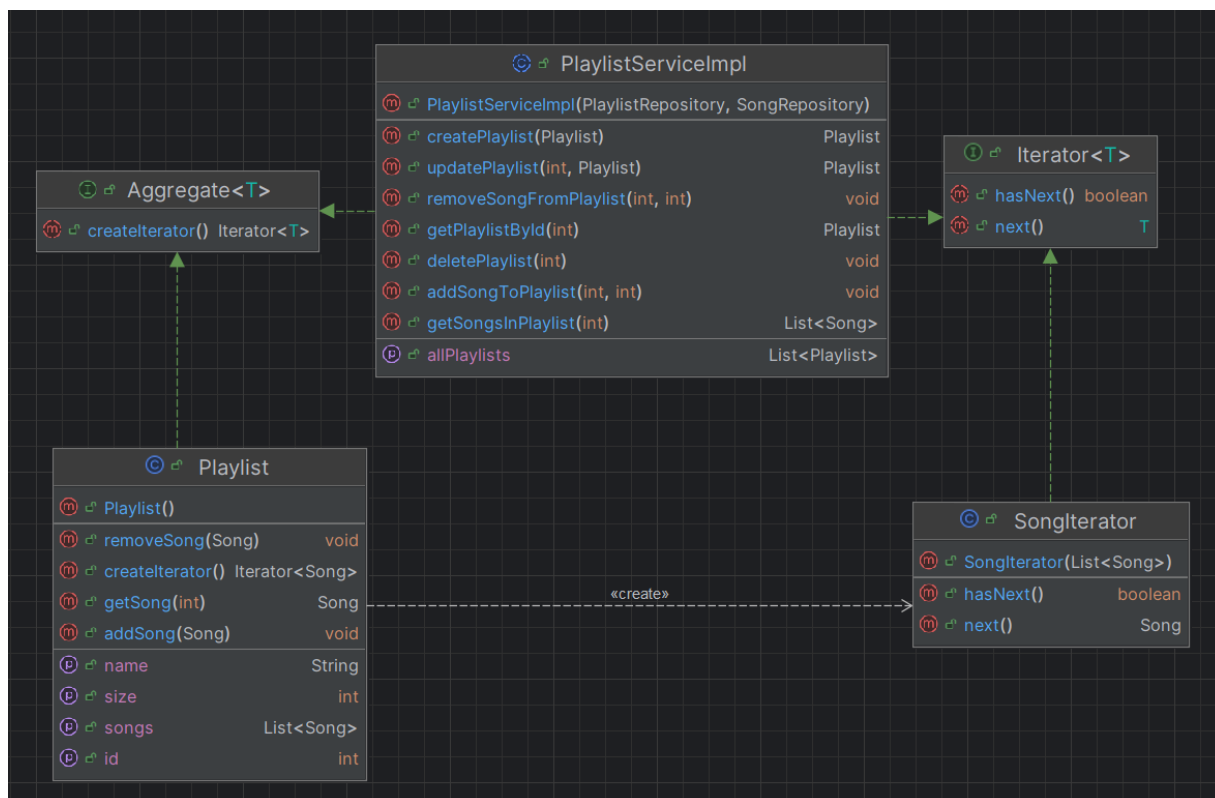 PlaylistServiceImpl
PlaylistServiceImpl(PlaylistRepository, SongRepository)
createPlaylist(Playlist) Playlist
updatePlaylist(int, Playlist) Playlist
removeSongFromPlaylist(int, int) void
getPlaylistById(int) Playlist
deletePlaylist(int) void
addSongToPlaylist(int, int) void
getSongsInPlaylist(int) List<Song>
allPlaylists List<Playlist>
Aggregate<T>
createIterator() Iterator<T>
Iterator<T>
hasNext() boolean
next() T
Playlist
Playlist()
removeSong(Song) void
createIterator() Iterator<Song>
getSong(int) Song
addSong(Song) void
name String
size int
songs List<Song>
id int
«create»
SongIterator
SongIterator(List<Song>)
hasNext() boolean
next() Song